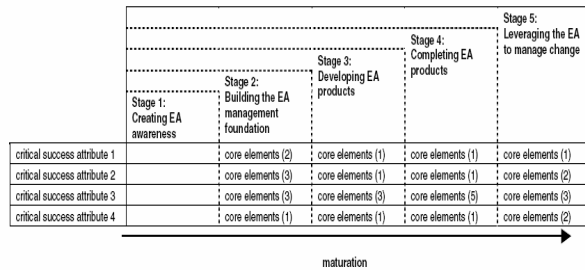 Stage 5:
Leveraging the EA
to manage change
Stage 4:
Completing EA
products
Stage 3:
Developing EA
products
Stage 2:
Building the EA
management
foundation
Stage 1:
Creating EA
awareness
critical success attribute 1 core elements (2) core elements (1) core elements (1) core elements (1)
critical success attribute 2 core elements (3) core elements (1) core elements (1) core elements (2)
critical success attribute 3 core elements (3) core elements (3) core elements (5) core elements (3)
critical success attribute 4 core elements (1) core elements (1) core elements (1) core elements (2)
maturation